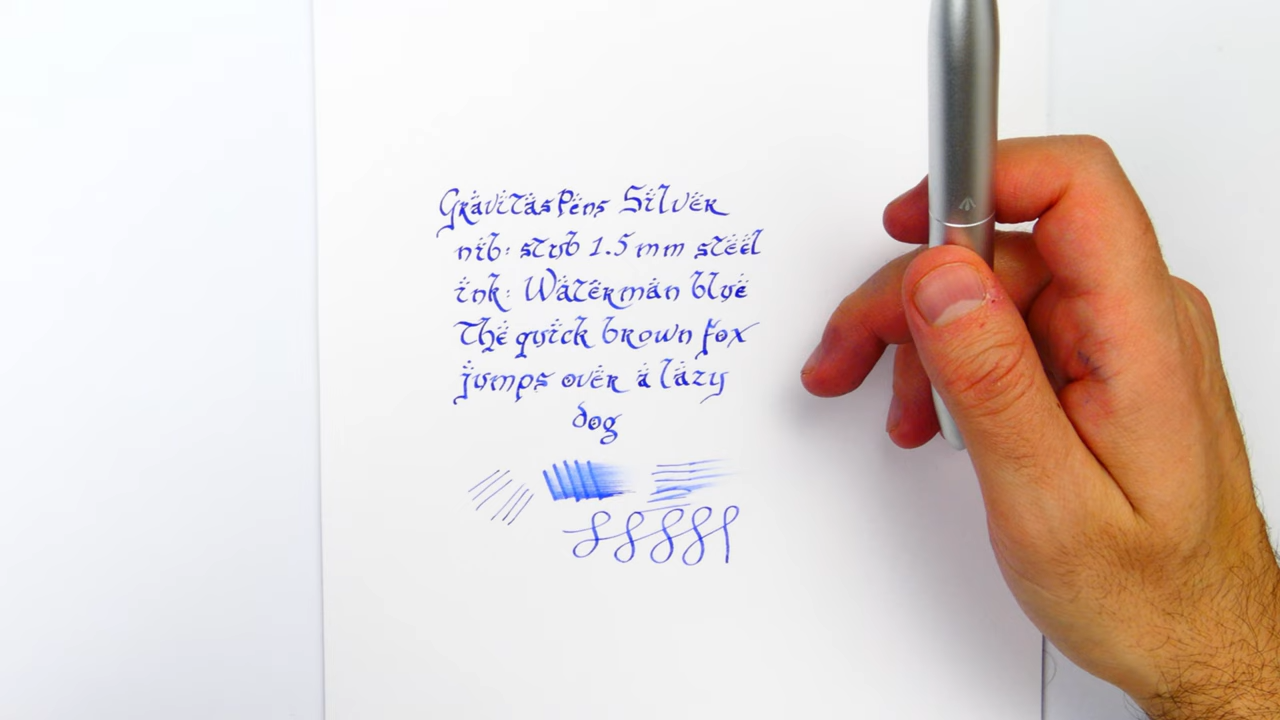 GravitasPens Silver
nib: stub 1.5 mm steel
ink: Waterman blue
The quick brown fox
jumps over a lazy
dog